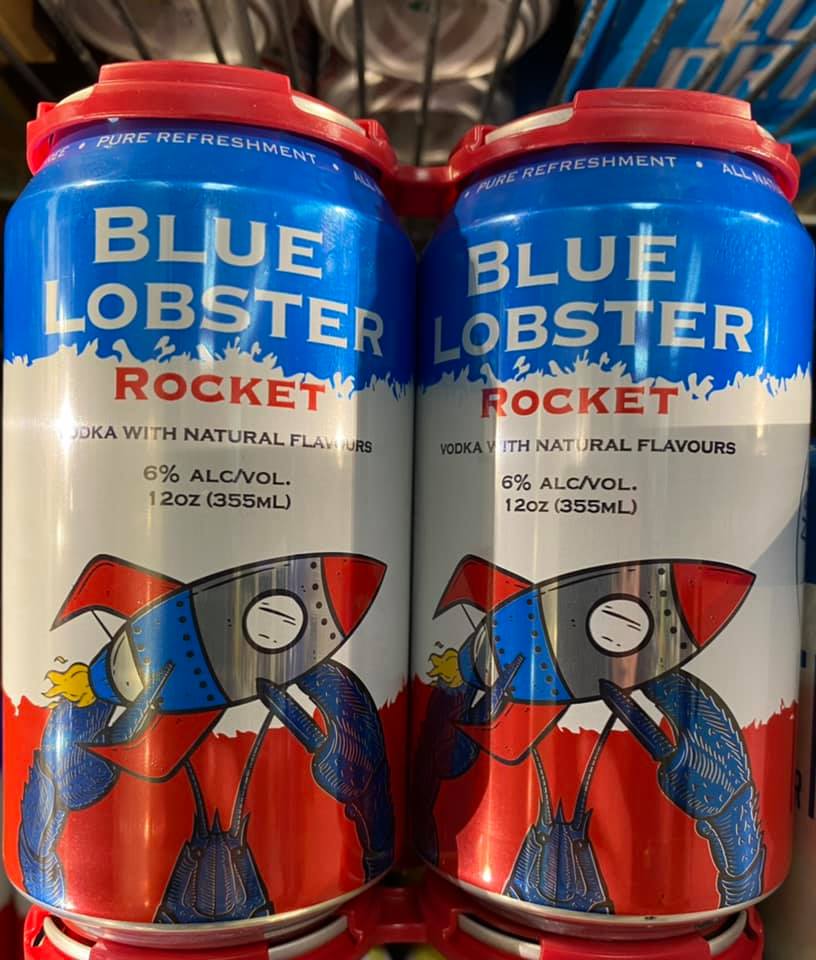 • PURE REFRESHMENT •
BLUE
LOBSTER
ROCKET
VODKA WITH NATURAL FLAVOURS
6% ALC/VOL.
12OZ (355ML)
• PURE REFRESHMENT • ALL
BLUE
LOBSTER
ROCKET
VODKA WITH NATURAL FLAVOURS
6% ALC/VOL.
12OZ (355ML)